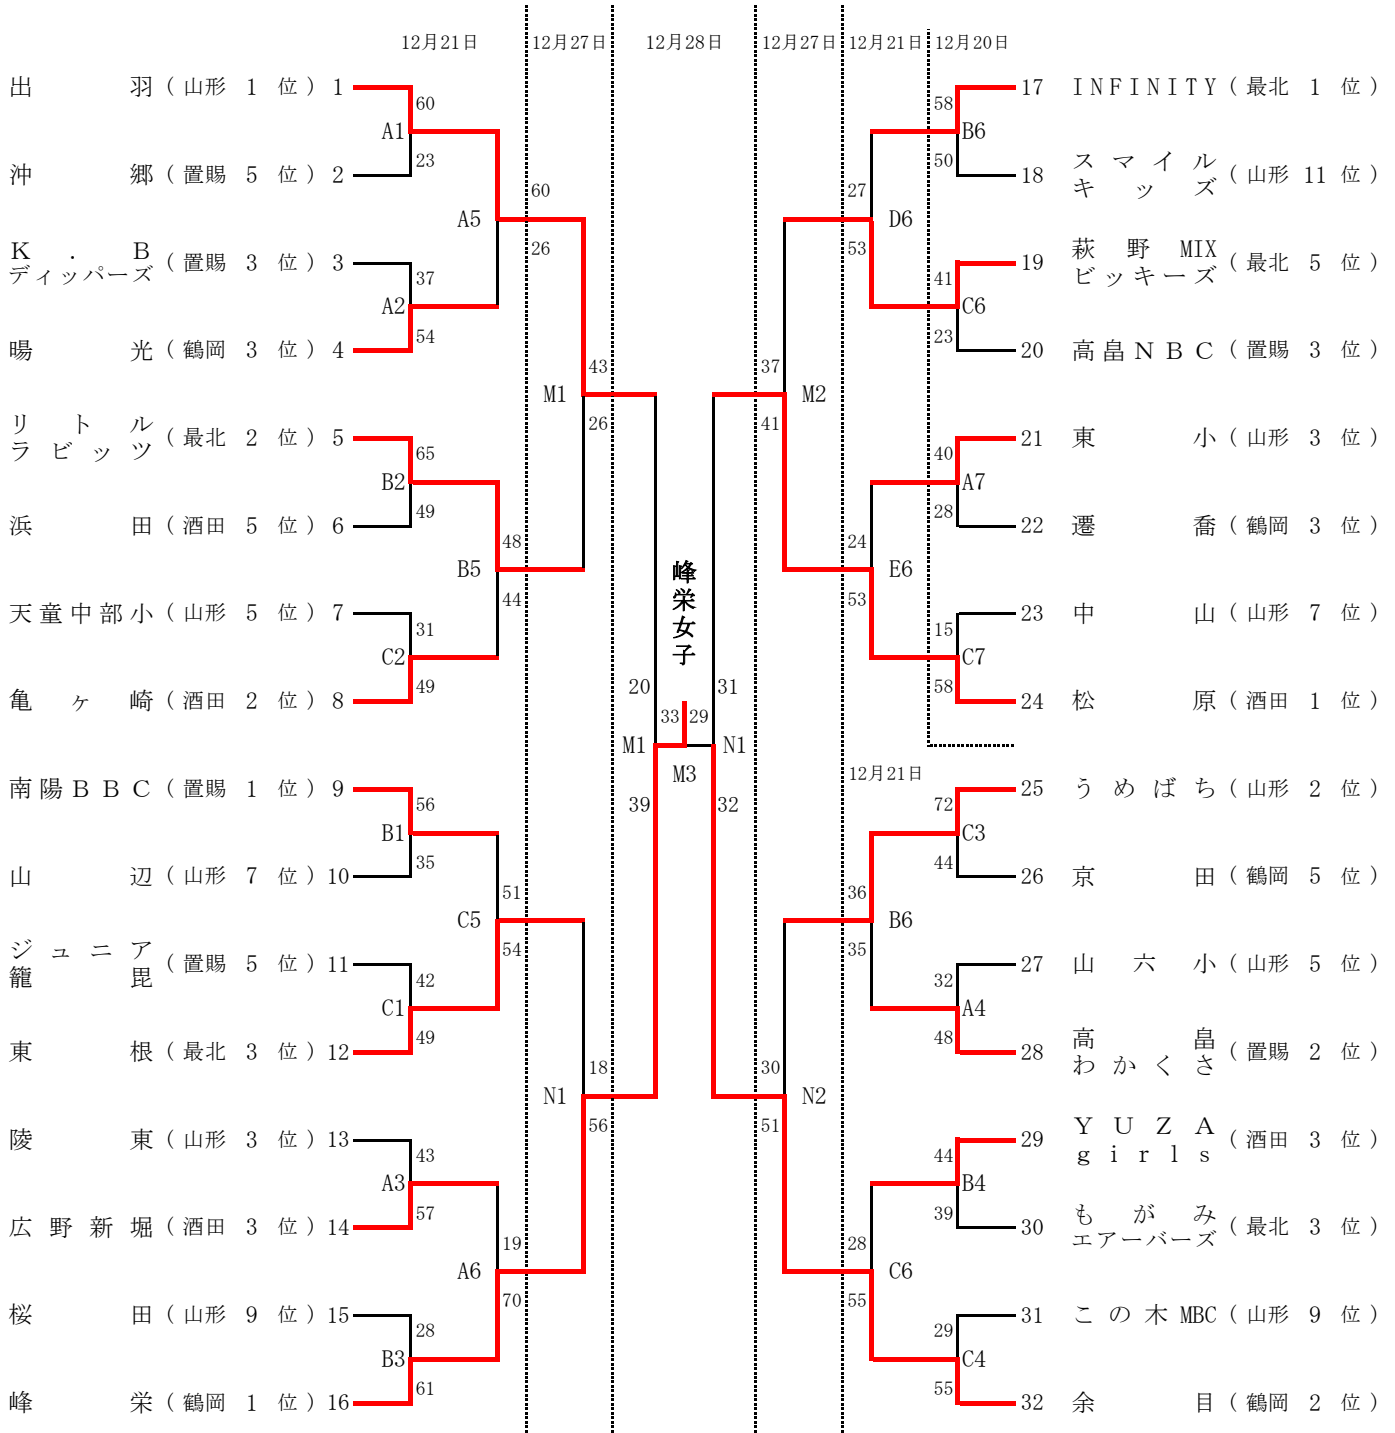 12月21日 12月27日 12月28日 12月27日 12月21日 12月20日
出羽 (山形 1 位) 1
60
A1
23
沖郷 (置賜 5 位) 2
60
A5
26
K . B
ディッパーズ (置賜 3 位) 3
37
A2
54
暘光 (鶴岡 3 位) 4
43
M1
26
リトル
ラビッツ (最北 2 位) 5
65
B2
49
浜田 (酒田 5 位) 6
48
B5
44
天童中部小 (山形 5 位) 7
31
C2
49
亀ヶ崎 (酒田 2 位) 8
20
M1
39
南陽BBC (置賜 1 位) 9
56
B1
35
山辺 (山形 7 位) 10
51
C5
54
ジュニア
籠毘 (置賜 5 位) 11
42
C1
49
東根 (最北 3 位) 12
18
N1
56
陵東 (山形 3 位) 13
43
A3
57
広野新堀 (酒田 3 位) 14
19
A6
70
桜田 (山形 9 位) 15
28
B3
61
峰栄 (鶴岡 1 位) 16
峰栄女子
33 29
M3
17 INFINITY (最北 1 位)
58
B6
50
18 スマイル
キッズ (山形 11 位)
27
D6
53
19 萩野MIX
ビッキーズ (最北 5 位)
41
C6
23
20 高畠NBC (置賜 3 位)
37
M2
41
21 東小 (山形 3 位)
40
A7
28
22 遷喬 (鶴岡 3 位)
24
E6
53
23 中山 (山形 7 位)
15
C7
58
24 松原 (酒田 1 位)
31
N1
32
12月21日
25 うめばち (山形 2 位)
72
C3
44
26 京田 (鶴岡 5 位)
36
B6
35
27 山六小 (山形 5 位)
32
A4
48
28 高畠
わかくさ (置賜 2 位)
30
N2
51
29 YUZA
girls (酒田 3 位)
44
B4
39
30 もがみ
エアーバーズ (最北 3 位)
28
C6
55
31 この木MBC (山形 9 位)
29
C4
55
32 余目 (鶴岡 2 位)